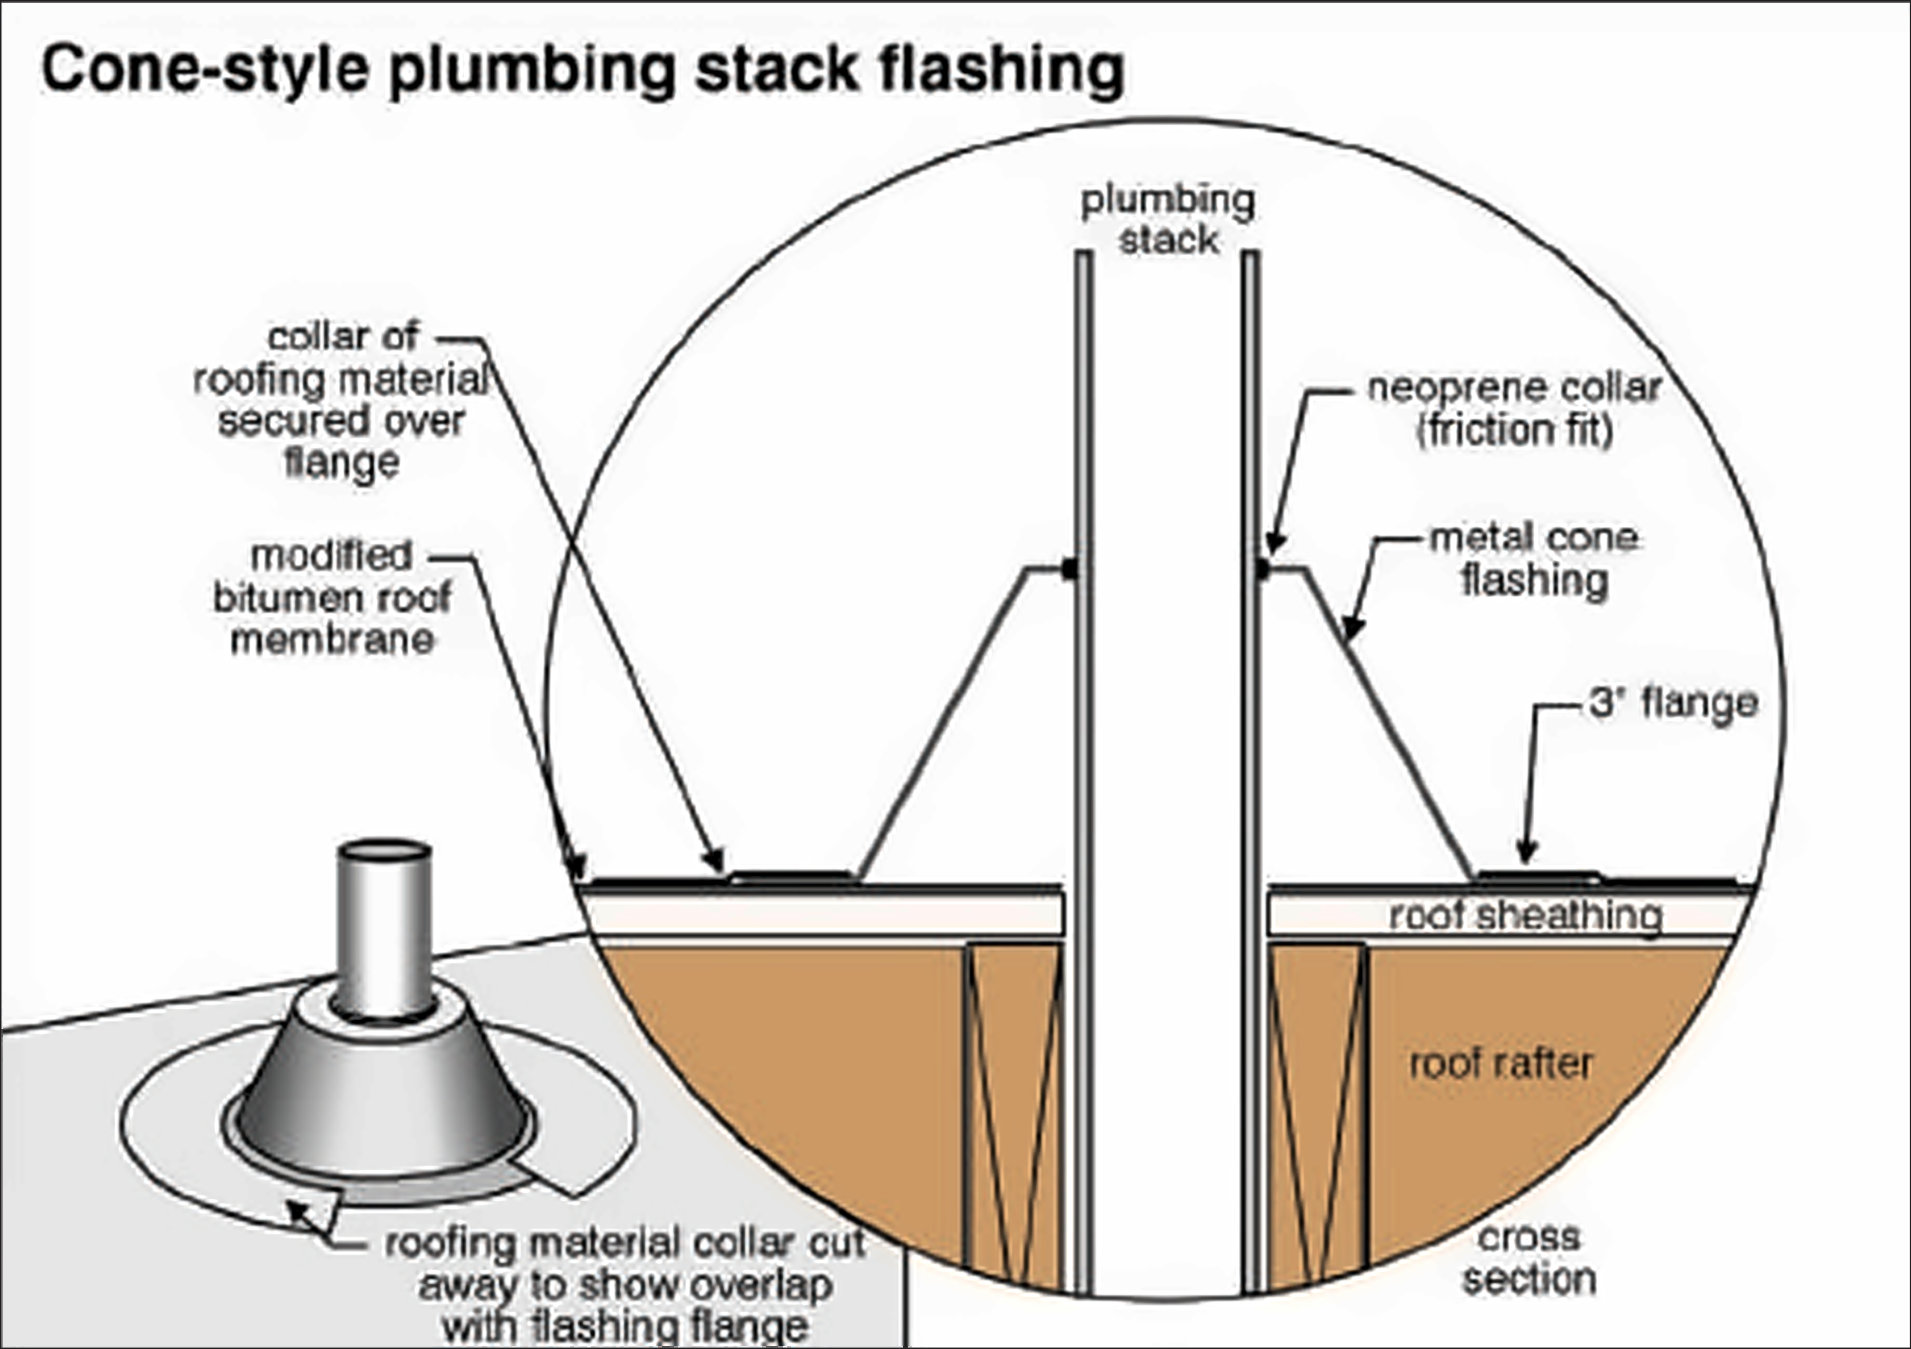 Cone-style plumbing stack flashing
plumbing
stack
collar of
roofing material
secured over
flange
neoprene collar
(friction fit)
modified
bitumen roof
membrane
metal cone
flashing
3" flange
roof sheathing
roof rafter
roofing material collar cut
away to show overlap
with flashing flange
cross
section